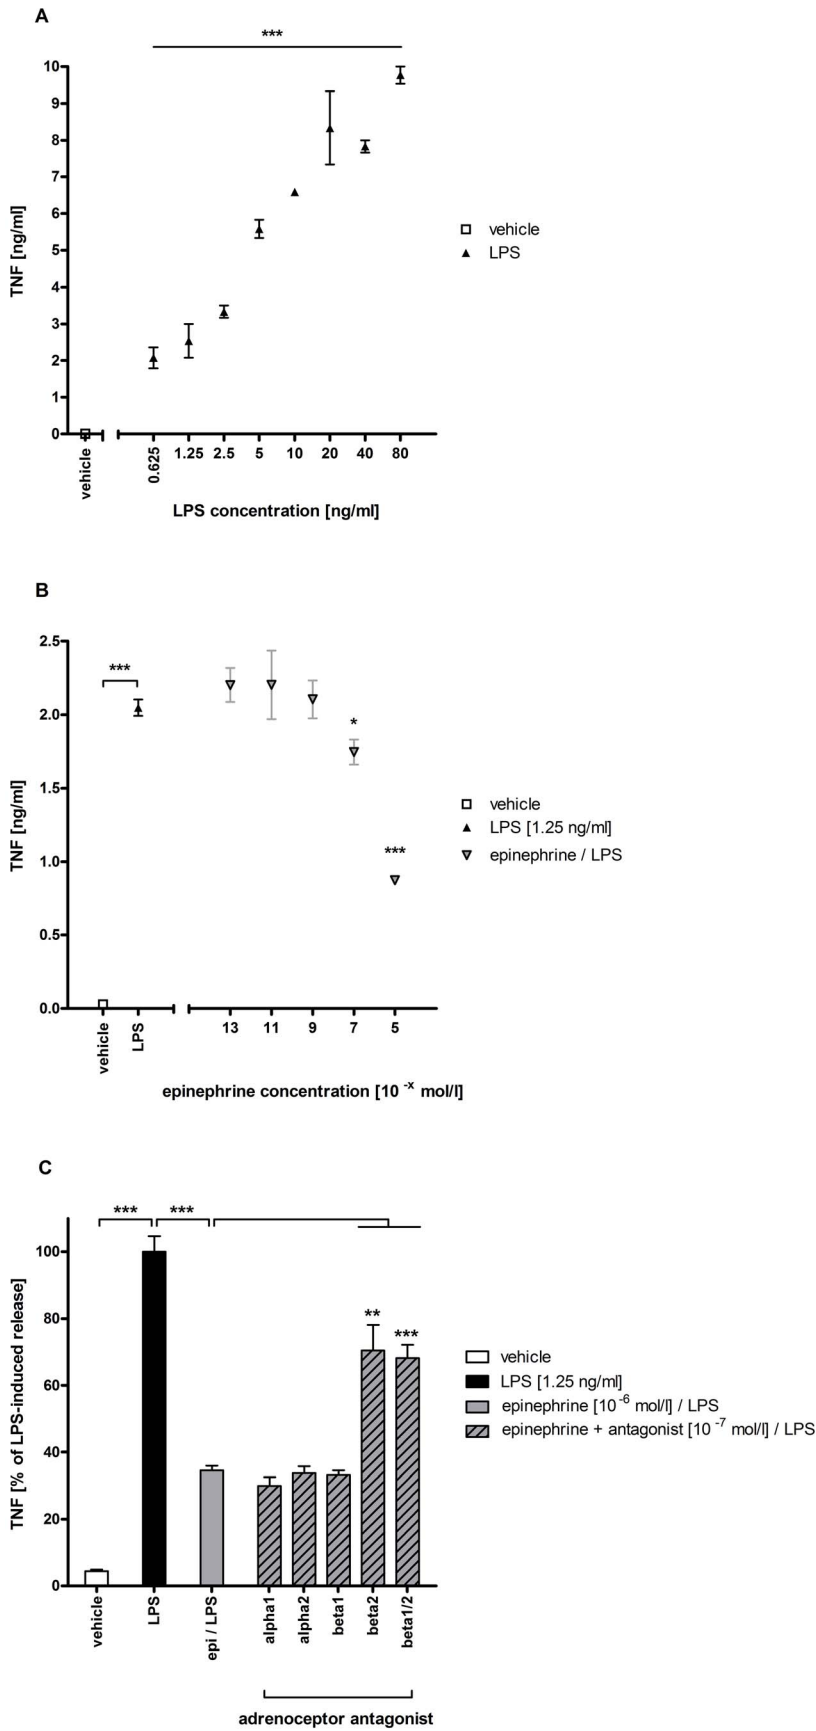 A
***
10
9
8
7
6
5
4
3
2
1
0
TNF [ng/ml]
vehicle
0.625
1.25
2.5
5
10
20
40
80
LPS concentration [ng/ml]
vehicle
LPS
B
2.5
2.0
1.5
1.0
0.5
0.0
TNF [ng/ml]
***
*
***
vehicle
LPS
13
11
9
7
5
epinephrine concentration [10 -x mol/l]
vehicle
LPS [1.25 ng/ml]
epinephrine / LPS
C
*** ***
100
80
60
40
20
0
TNF [% of LPS-induced release]
**
***
vehicle
LPS
epi / LPS
alpha1
alpha2
beta1
beta2
beta1/2
adrenoceptor antagonist
vehicle
LPS [1.25 ng/ml]
epinephrine [10 -6 mol/l] / LPS
epinephrine + antagonist [10 -7 mol/l] / LPS